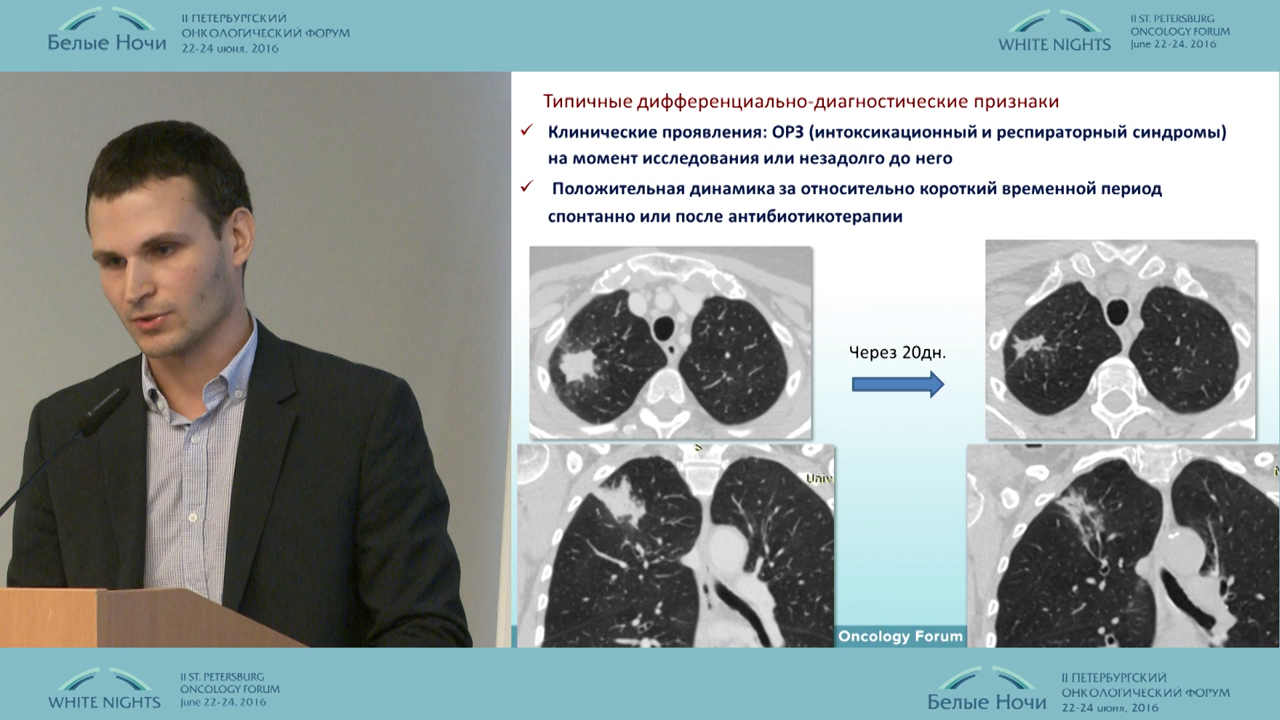 Белые Ночи
II ПЕТЕРБУРГСКИЙ
ОНКОЛОГИЧЕСКИЙ ФОРУМ
22-24 июня, 2016
WHITE NIGHTS
II ST. PETERSBURG
ONCOLOGY FORUM
June 22-24, 2016
Типичные дифференциально-диагностические признаки
Клинические проявления: ОРЗ (интоксикационный и респираторный синдромы)
на момент исследования или незадолго до него
Положительная динамика за относительно короткий временной период
спонтанно или после антибиотикотерапии
Через 20дн.
Univ
Oncology Forum
WHITE NIGHTS
II ST. PETERSBURG
ONCOLOGY FORUM
June 22-24, 2016
Белые Ночи
II ПЕТЕРБУРГСКИЙ
ОНКОЛОГИЧЕСКИЙ ФОРУМ
22-24 июня, 2016